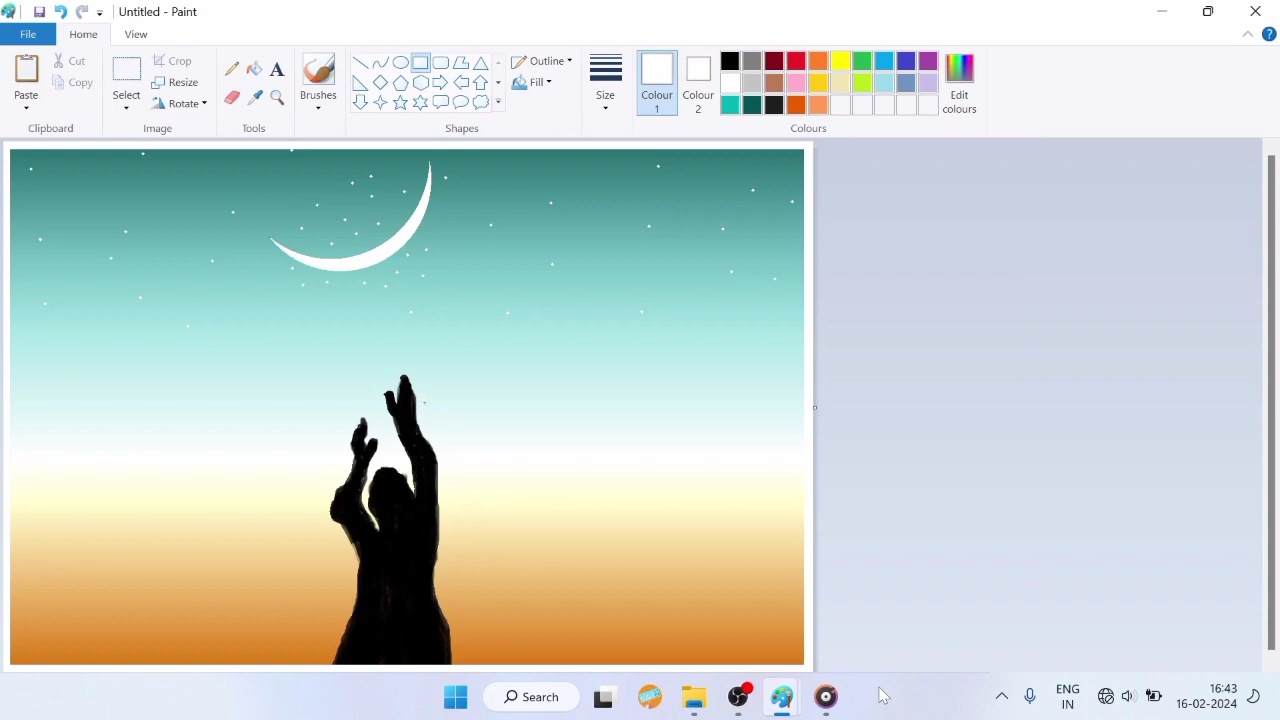 Untitled - Paint
File
Home
View
Paste
Cut
Copy
Clipboard
Select
Crop
Resize
Rotate
Image
A
Tools
Brushes
Outline
Fill
Shapes
Size
Colour
1
Colour
2
Edit
colours
Colours
Search
ENG
IN
16:43
16-02-2024